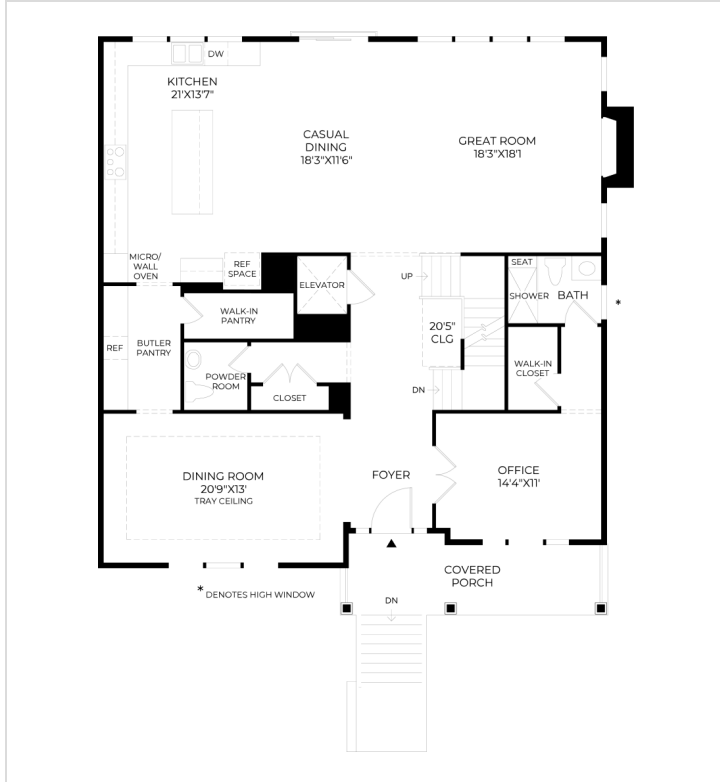 DW
KITCHEN
21'X13'7"
CASUAL
DINING
18'3"X11'6"
GREAT ROOM
18'3"X18'1
MICRO/
WALL
OVEN
REF
SPACE
ELEVATOR
UP
SEAT
SHOWER
BATH
*
WALK-IN
PANTRY
20'5"
CLG
REF
BUTLER
PANTRY
POWDER
ROOM
CLOSET
DN
WALK-IN
CLOSET
DINING ROOM
20'9"X13'
TRAY CEILING
FOYER
OFFICE
14'4"X11'
COVERED
PORCH
* DENOTES HIGH WINDOW
DN